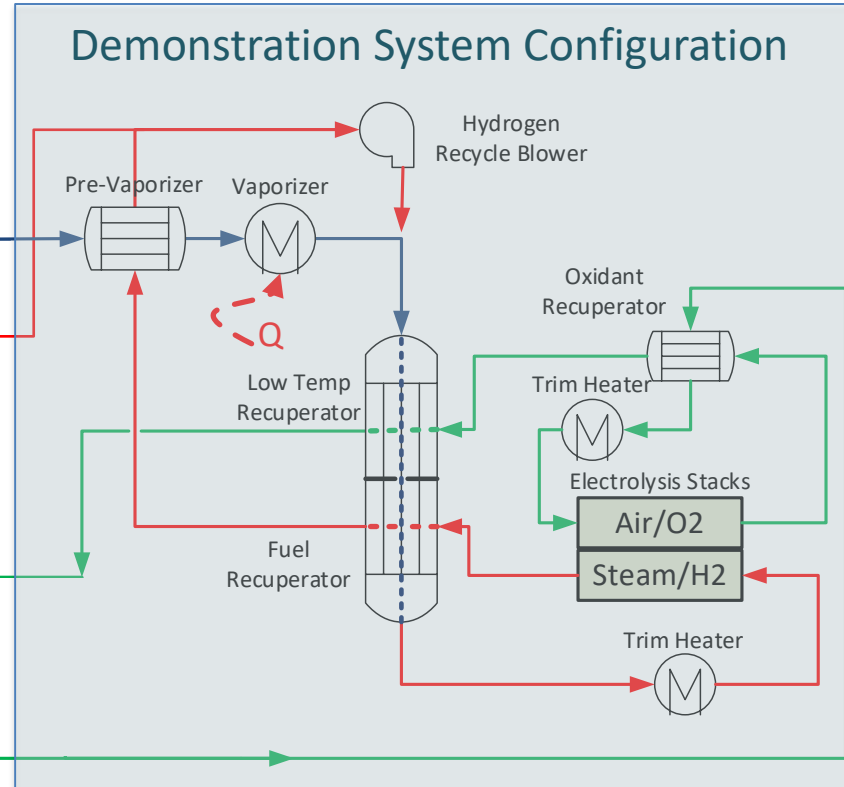 Demonstration System Configuration
Hydrogen
Recycle Blower
Pre-Vaporizer
Vaporizer
Q
Oxidant
Recuperator
Low Temp
Recuperator
Trim Heater
Electrolysis Stacks
Air/O2
Steam/H2
Fuel
Recuperator
Trim Heater